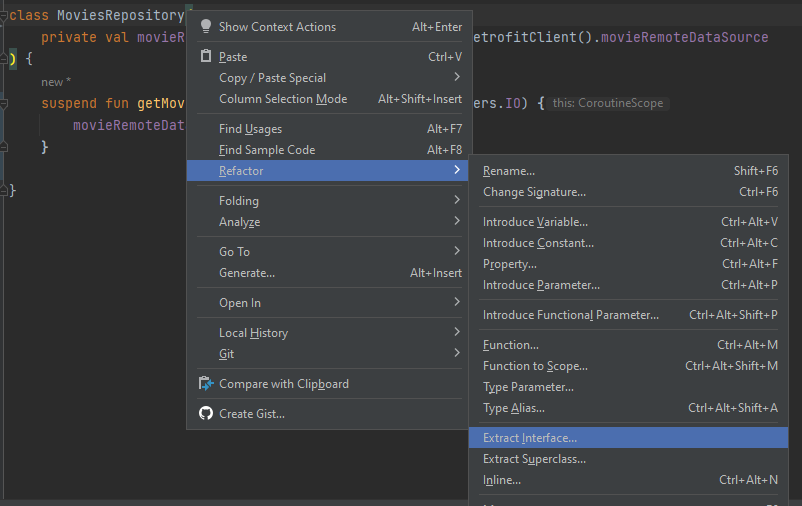 class MoviesRepository(
private val movieR etrofitClient().movieRemoteDataSource
) {
new *
suspend fun getMov ers.IO) { this: CoroutineScope
movieRemoteDat
}
}
Show Context Actions Alt+Enter
Paste Ctrl+V
Copy / Paste Special
Column Selection Mode Alt+Shift+Insert
Find Usages Alt+F7
Find Sample Code Alt+F8
Refactor
Folding
Analyze
Go To
Generate... Alt+Insert
Open In
Local History
Git
Compare with Clipboard
Create Gist...
Rename... Shift+F6
Change Signature... Ctrl+F6
Introduce Variable... Ctrl+Alt+V
Introduce Constant... Ctrl+Alt+C
Property... Ctrl+Alt+F
Introduce Parameter... Ctrl+Alt+P
Introduce Functional Parameter... Ctrl+Alt+Shift+P
Function... Ctrl+Alt+M
Function to Scope... Ctrl+Alt+Shift+M
Type Parameter...
Type Alias... Ctrl+Alt+Shift+A
Extract Interface...
Extract Superclass...
Inline... Ctrl+Alt+N